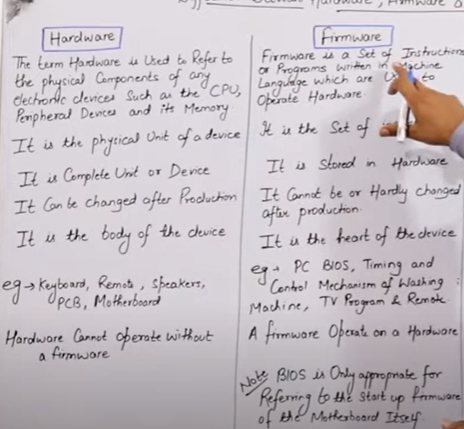 Hardware, Firmware
Hardware
The term Hardware is Used to Refer to
the physical Components of any
electronic devices Such as the CPU,
Peripheral Devices and its Memory.
It is the physical Unit of a device
It is Complete Unit or Device
It Can be changed after Production
It is the body of the device
eg → Keyboard, Remote, Speakers,
PCB, Motherboard
Hardware Cannot operate without
a firmware
Firmware
Firmware is a Set of Instructions
or Programs written in Machine
Language which are to
Operate Hardware.
It is the Set of
It is Stored in Hardware
It Cannot be or Hardly changed
after production.
It is the heart of the device
eg → PC BIOS, Timing and
Control Mechanism of Washing
Machine, TV Program & Remote
A firmware Operate on a Hardware
Note BIOS is Only appropriate for
Referring to the Start up firmware
of the Motherboard Itself.